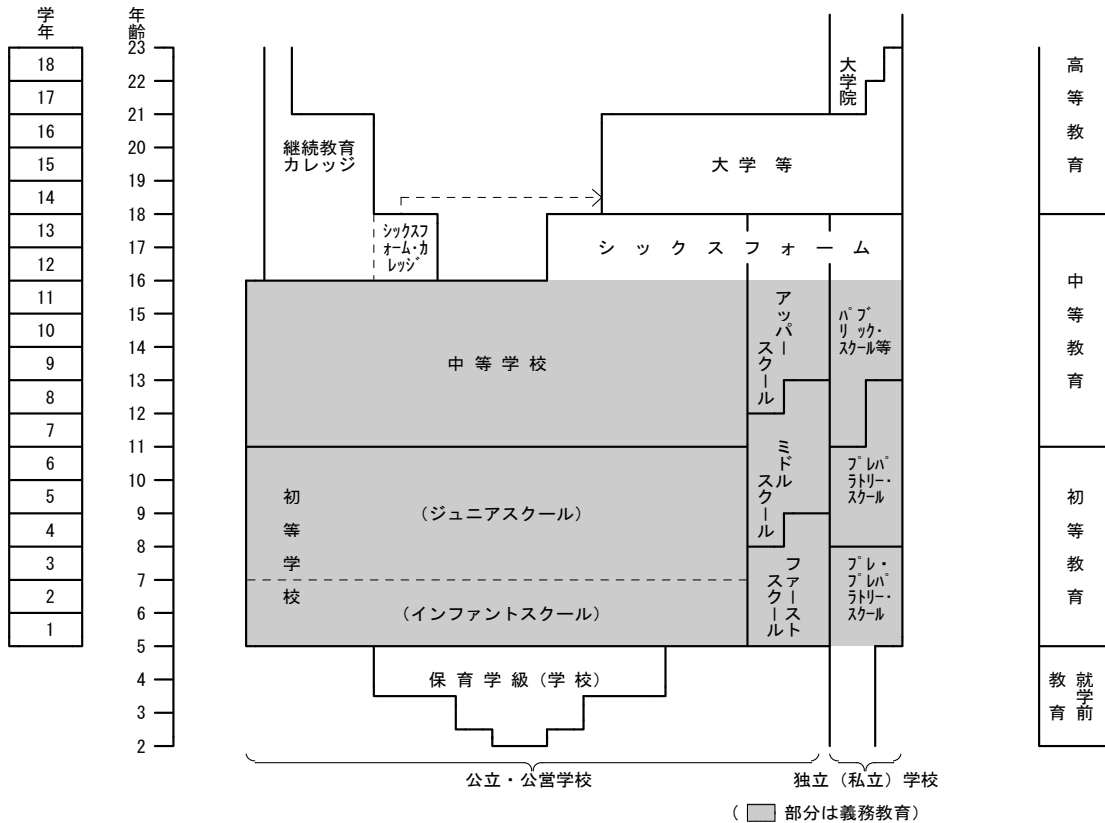 学年
年齢
18
17
16
15
14
13
12
11
10
9
8
7
6
5
4
3
2
1
23
22
21
20
19
18
17
16
15
14
13
12
11
10
9
8
7
6
5
4
3
2
継続教育
カレッジ
シックスフ
ォーム・カ
レッジ
大学院
大 学 等
シ ッ ク ス フ ォ ー ム
中 等 学 校
アッパー
スクール
パブ
リック・
スクール等
初等学校
(ジュニアスクール)
(インファントスクール)
ミドル
スクール
プレパ
ラトリー・
スクール
ファースト
スクール
プレ・
プレパ
ラトリー・
スクール
保 育 学 級 (学 校)
高等教育
中等教育
初等教育
就学前
教育
公立・公営学校
独立 (私立) 学校
( 部分は義務教育)